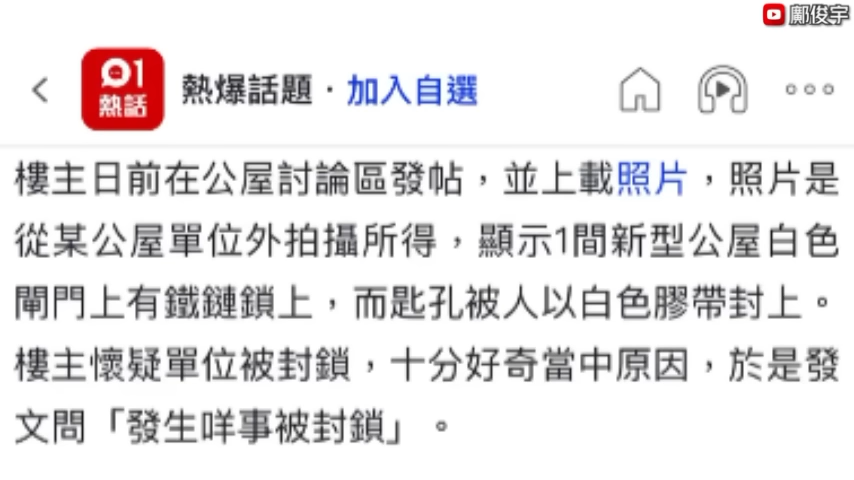 鄺俊宇
01
熱話
熱爆話題·加入自選
樓主日前在公屋討論區發帖，並上載照片，照片是
從某公屋單位外拍攝所得，顯示1間新型公屋白色
閘門上有鐵鏈鎖上，而匙孔被人以白色膠帶封上。
樓主懷疑單位被封鎖，十分好奇當中原因，於是發
文問「發生咩事被封鎖」。